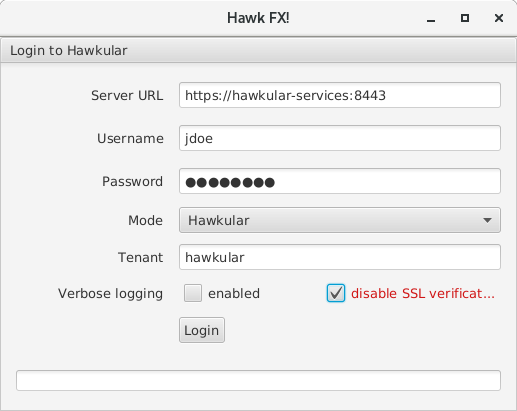 Hawk FX!
Login to Hawkular
Server URL https://hawkular-services:8443
Username jdoe
Password ●●●●●●●●
Mode Hawkular
Tenant hawkular
Verbose logging enabled disable SSL verificat...
Login